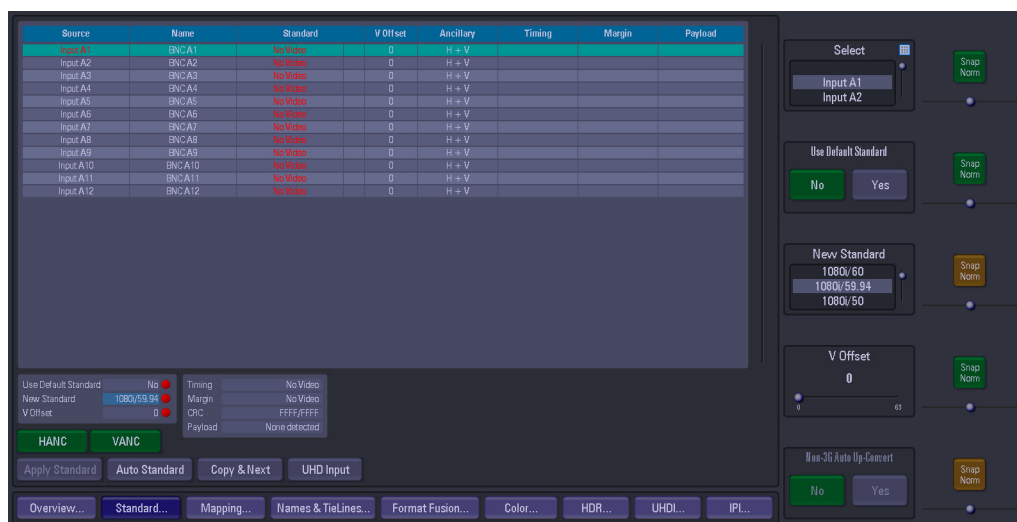 Source Name Standard V Offset Ancillary Timing Margin Payload
Input A1 BNC A1 No Video 0 H + V
Input A2 BNC A2 No Video 0 H + V
Input A3 BNC A3 No Video 0 H + V
Input A4 BNC A4 No Video 0 H + V
Input A5 BNC A5 No Video 0 H + V
Input A6 BNC A6 No Video 0 H + V
Input A7 BNC A7 No Video 0 H + V
Input A8 BNC A8 No Video 0 H + V
Input A9 BNC A9 No Video 0 H + V
Input A10 BNC A10 No Video 0 H + V
Input A11 BNC A11 No Video 0 H + V
Input A12 BNC A12 No Video 0 H + V
Use Default Standard No
New Standard 1080i/59.94
V Offset 0
Timing No Video
Margin No Video
CRC FFFF/FFFF
Payload None detected
HANC VANC
Apply Standard Auto Standard Copy & Next UHD Input
Overview... Standard... Mapping... Names & TieLines... Format Fusion... Color... HDR... UHDI... IPI...
Select
Input A1
Input A2
Snap
Norm
Use Default Standard
No Yes
Snap
Norm
New Standard
1080i/60
1080i/59.94
1080i/50
Snap
Norm
V Offset
0
0 63
Snap
Norm
Non-3G Auto Up-Convert
No Yes
Snap
Norm